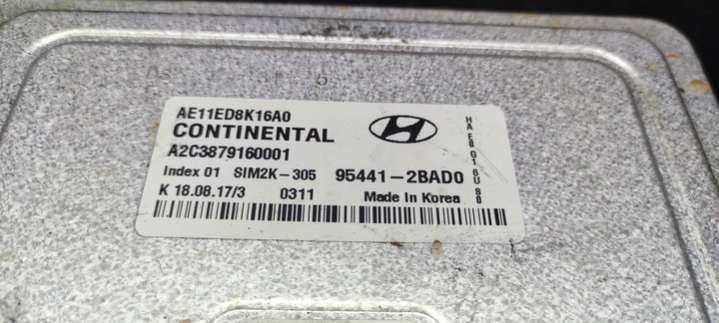 AE11ED8K16A0
CONTINENTAL
A2C3879160001
Index 01 SIM2K-305 95441-2BAD0
K 18.08.17/3 0311 Made In Korea